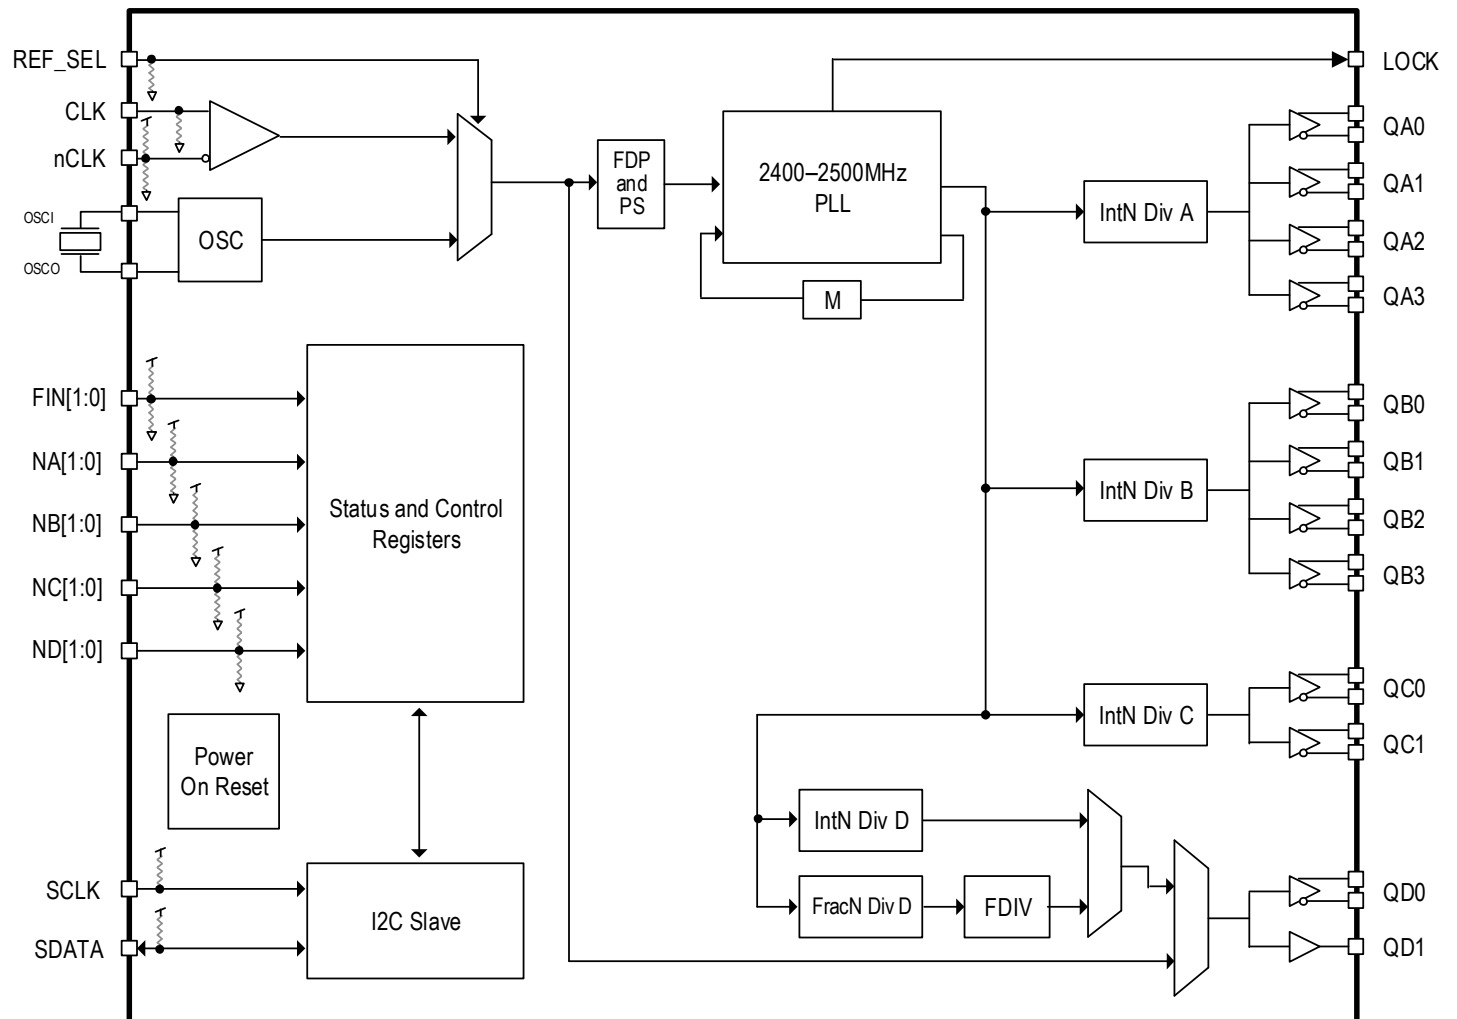 REF_SEL
CLK
nCLK
OSCI
OSCO
OSC
FDP
and
PS
2400–2500MHz
PLL
M
LOCK
IntN Div A
QA0
QA1
QA2
QA3
FIN[1:0]
NA[1:0]
NB[1:0]
NC[1:0]
ND[1:0]
Status and Control
Registers
IntN Div B
QB0
QB1
QB2
QB3
IntN Div C
QC0
QC1
Power
On Reset
IntN Div D
FracN Div D
FDIV
SCLK
SDATA
I2C Slave
QD0
QD1